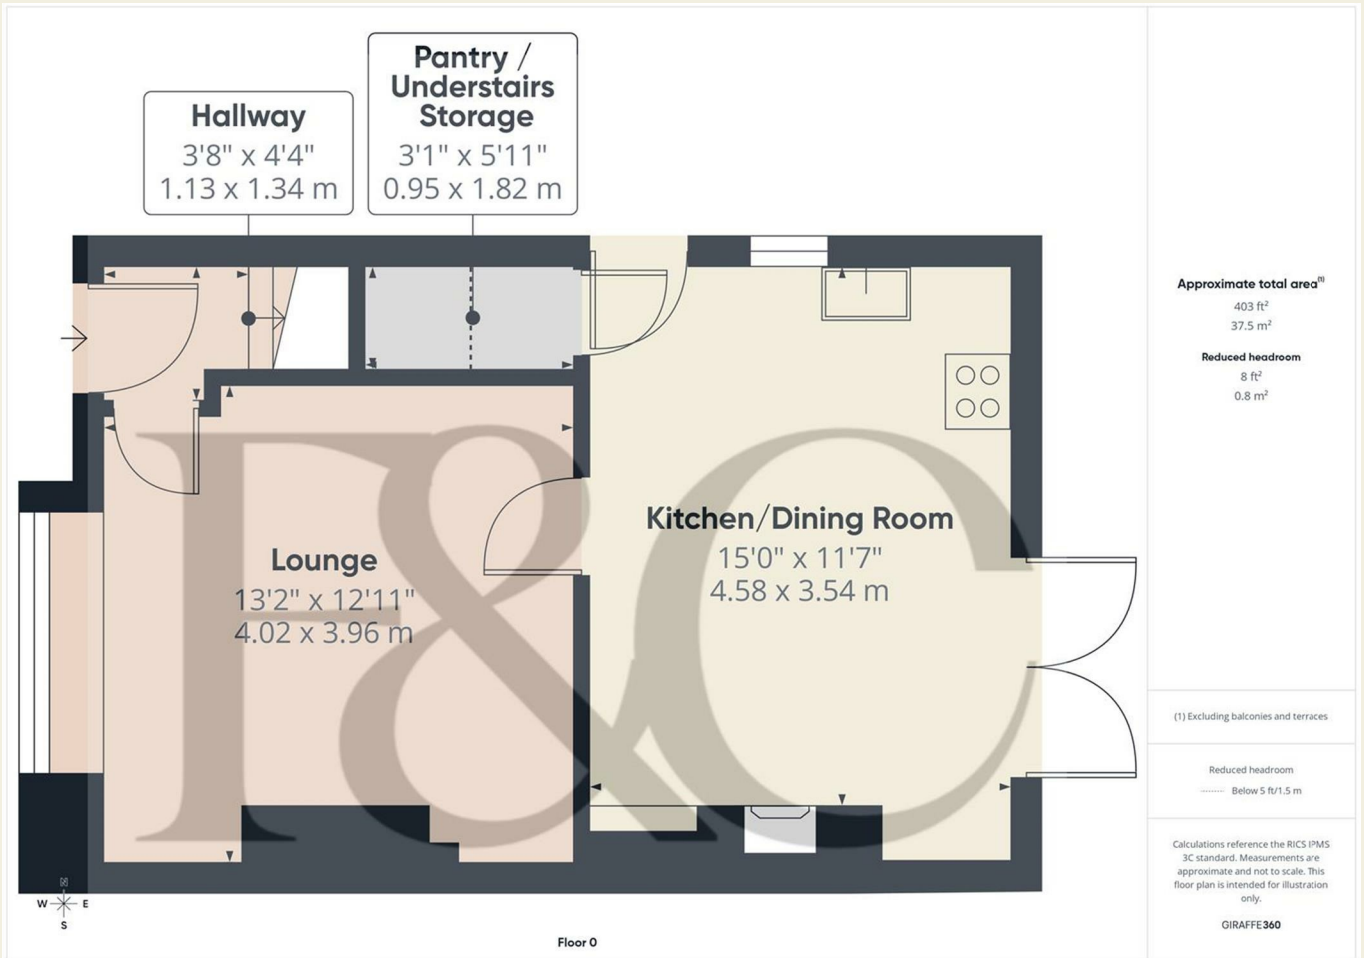 Pantry /
Understairs
Storage
3'1" x 5'11"
0.95 x 1.82 m
Hallway
3'8" x 4'4"
1.13 x 1.34 m
Lounge
13'2" x 12'11"
4.02 x 3.96 m
Kitchen/Dining Room
15'0" x 11'7"
4.58 x 3.54 m
F&C
W E
S
Floor 0
Approximate total area(1)
403 ft²
37.5 m²
Reduced headroom
8 ft²
0.8 m²
(1) Excluding balconies and terraces
Reduced headroom
Below 5 ft/1.5 m
Calculations reference the RICS IPMS
3C standard. Measurements are
approximate and not to scale. This
floor plan is intended for illustration
only.
GIRAFFE360